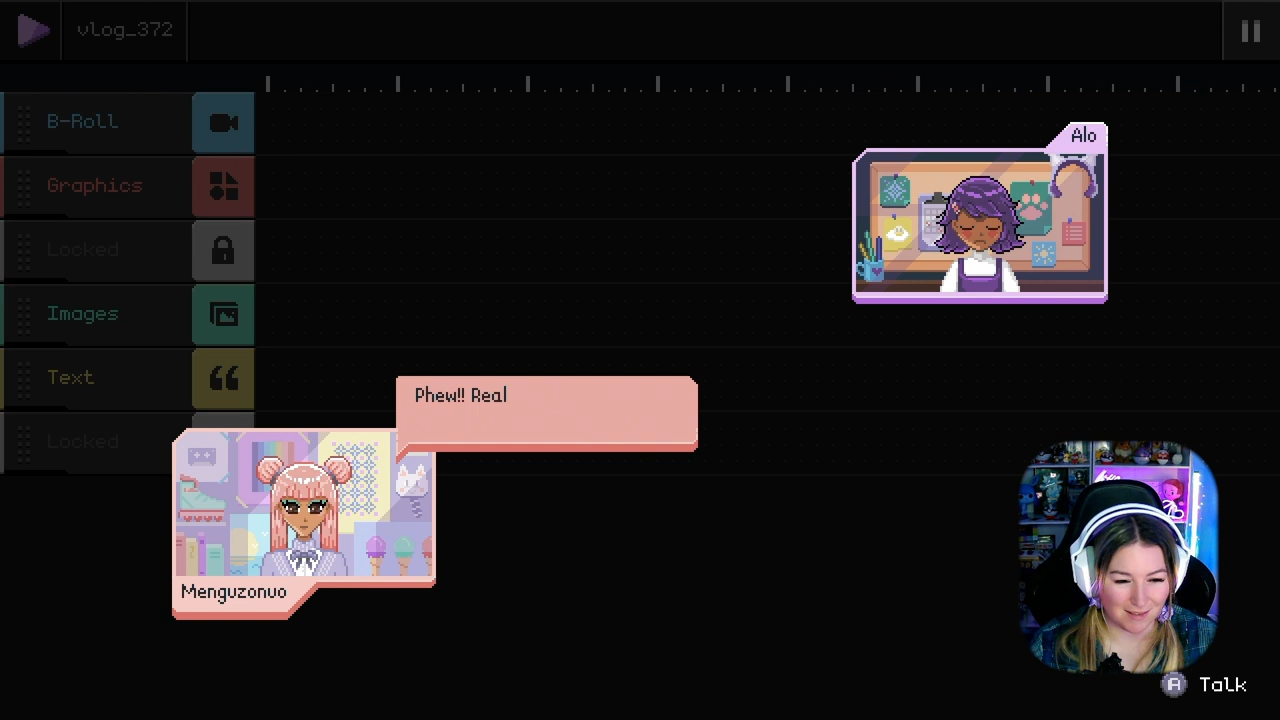 vlog_372
B-Roll
Alo
Graphics
Locked
Images
Text
Phew!! Real
Locked
Menguzonuo
A Talk